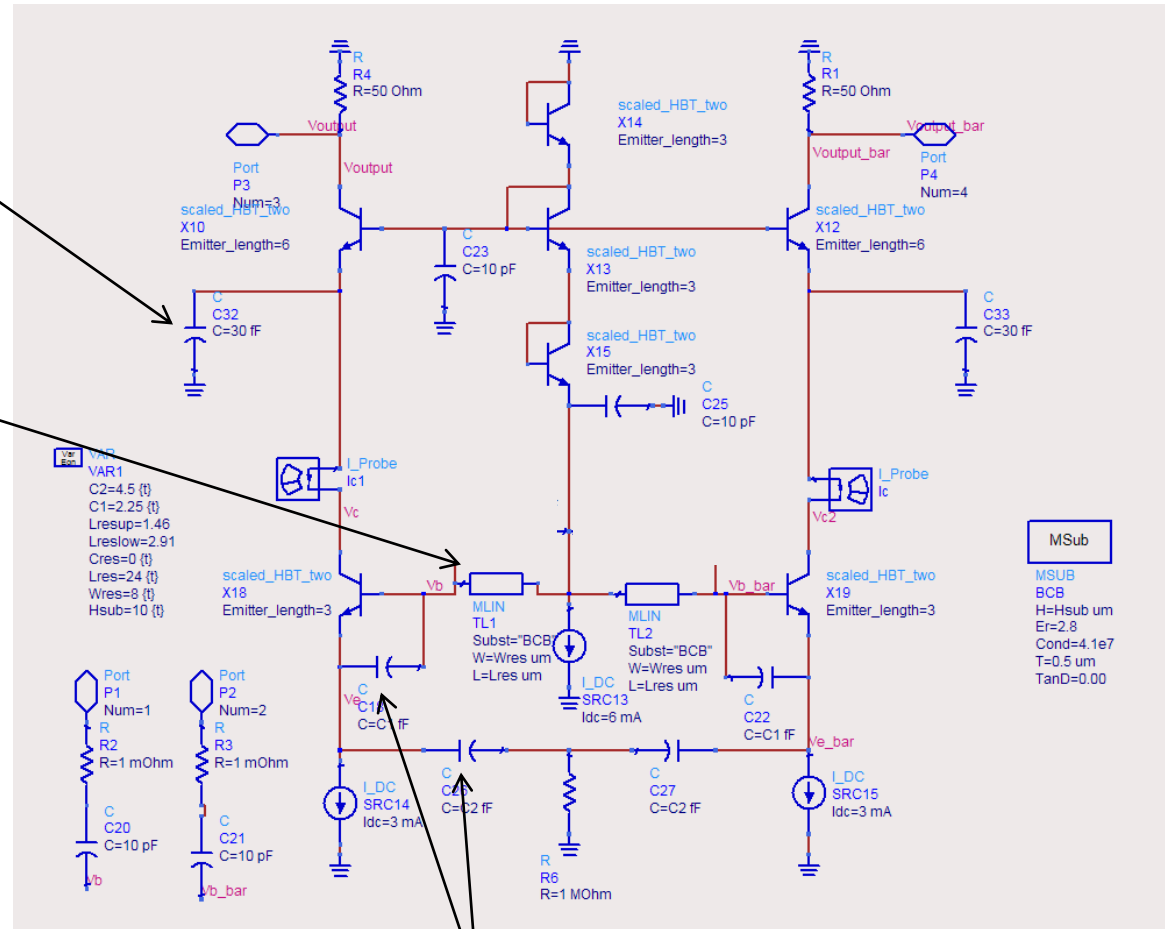 R
R4
R=50 Ohm
Voutput
Port
P3
Num=3
Voutput
scaled_HBT_two
X10
Emitter_length=6
scaled_HBT_two
X14
Emitter_length=3
R
R1
R=50 Ohm
Voutput_bar
Voutput_bar
Port
P4
Num=4
scaled_HBT_two
X12
Emitter_length=6
C
C23
C=10 pF
scaled_HBT_two
X13
Emitter_length=3
C
C32
C=30 fF
C
C33
C=30 fF
scaled_HBT_two
X15
Emitter_length=3
C
C25
C=10 pF
Var
Eqn
VAR
VAR1
C2=4.5 {t}
C1=2.25 {t}
Lresup=1.46
Lreslow=2.91
Cres=0 {t}
Lres=24 {t}
Wres=8 {t}
Hsub=10 {t}
I_Probe
Ic1
Vc
I_Probe
Ic
Vc2
MSub
MSUB
BCB
H=Hsub um
Er=2.8
Cond=4.1e7
T=0.5 um
TanD=0.00
scaled_HBT_two
X18
Emitter_length=3
Vb
MLIN
TL1
Subst="BCB"
W=Wres um
L=Lres um
MLIN
TL2
Subst="BCB"
W=Wres um
L=Lres um
Vb_bar
scaled_HBT_two
X19
Emitter_length=3
I_DC
SRC13
Idc=6 mA
Port
P1
Num=1
R
R2
R=1 mOhm
C
C20
C=10 pF
Vb
Port
P2
Num=2
R
R3
R=1 mOhm
C
C21
C=10 pF
Vb_bar
Ve
C
C=C1 fF
C
C22
C=C1 fF
Ve_bar
I_DC
SRC14
Idc=3 mA
C
C=C2 fF
C
C27
C=C2 fF
I_DC
SRC15
Idc=3 mA
R
R6
R=1 MOhm